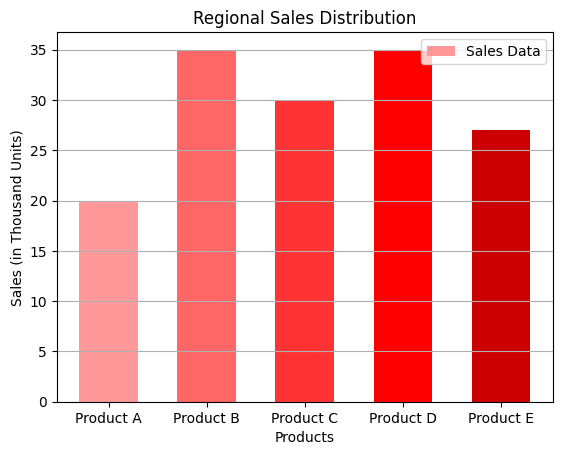 Regional Sales Distribution
Sales Data
Sales (in Thousand Units)
35
30
25
20
15
10
5
0
Product A Product B Product C Product D Product E
Products